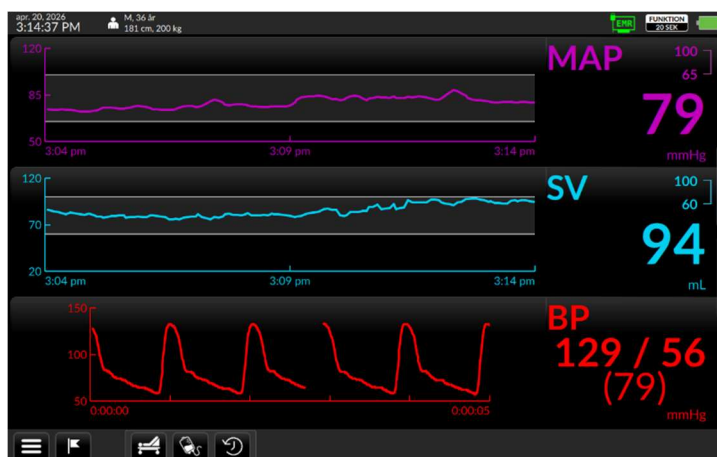 apr. 20, 2026
3:14:37 PM
M, 36 år
181 cm, 200 kg
EMR
FUNKTION
20 SEK
120
85
50
3:04 pm
3:09 pm
3:14 pm
MAP
100
65
79
mmHg
120
70
20
3:04 pm
3:09 pm
3:14 pm
SV
100
60
94
mL
150
100
50
0:00:00
0:00:05
BP
129 / 56
(79)
mmHg